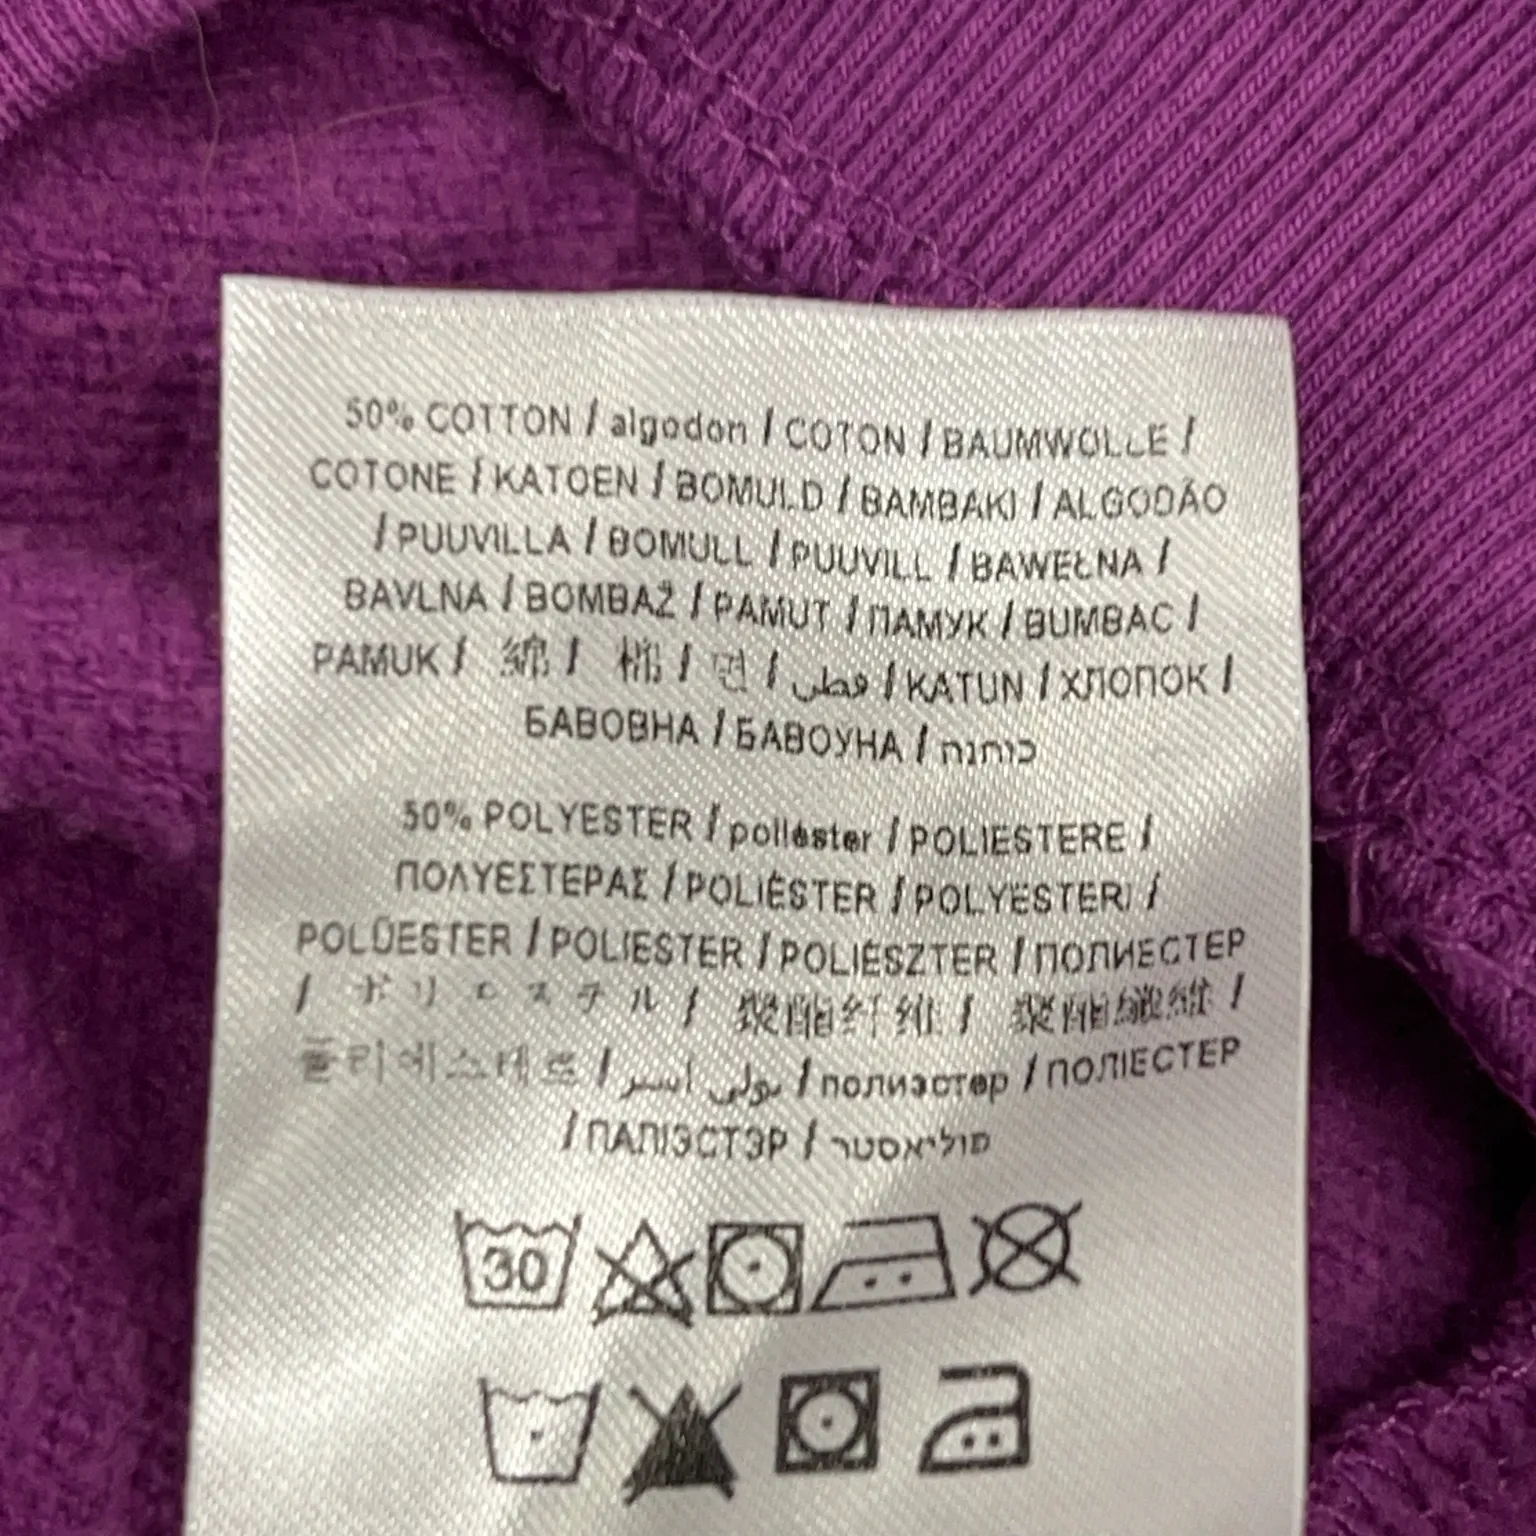 50% COTTON / algodon / COTON / BAUMWOLLE /
COTONE / KATOEN / BOMULD / BAMBAKI / ALGODÃO
/ PUUVILLA / BOMULL / PUUVILL / BAWEŁNA /
BAVLNA / BOMBAŽ / PAMUT / ПАМУК / BUMBAC /
PAMUK / 綿 / 棉 / 면 / قطن / KATUN / ХЛОПОК /
БАВОВНА / БАВОУНА / כותנה
50% POLYESTER / poliéster / POLIESTERE /
ΠΟΛΥΕΣΤΕΡΑΣ / POLIÉSTER / POLYESTERI /
POLÜESTER / POLIESTER / POLIÉSZTER / ПОЛИЕСТЕР
/ ポリエステル / 聚酯纤维 / 聚酯纖維 /
폴리에스테르 / بولي استر / полиэстер / ПОЛІЕСТЕР
/ ПАЛІЭСТЭР / פוליאסטר
30